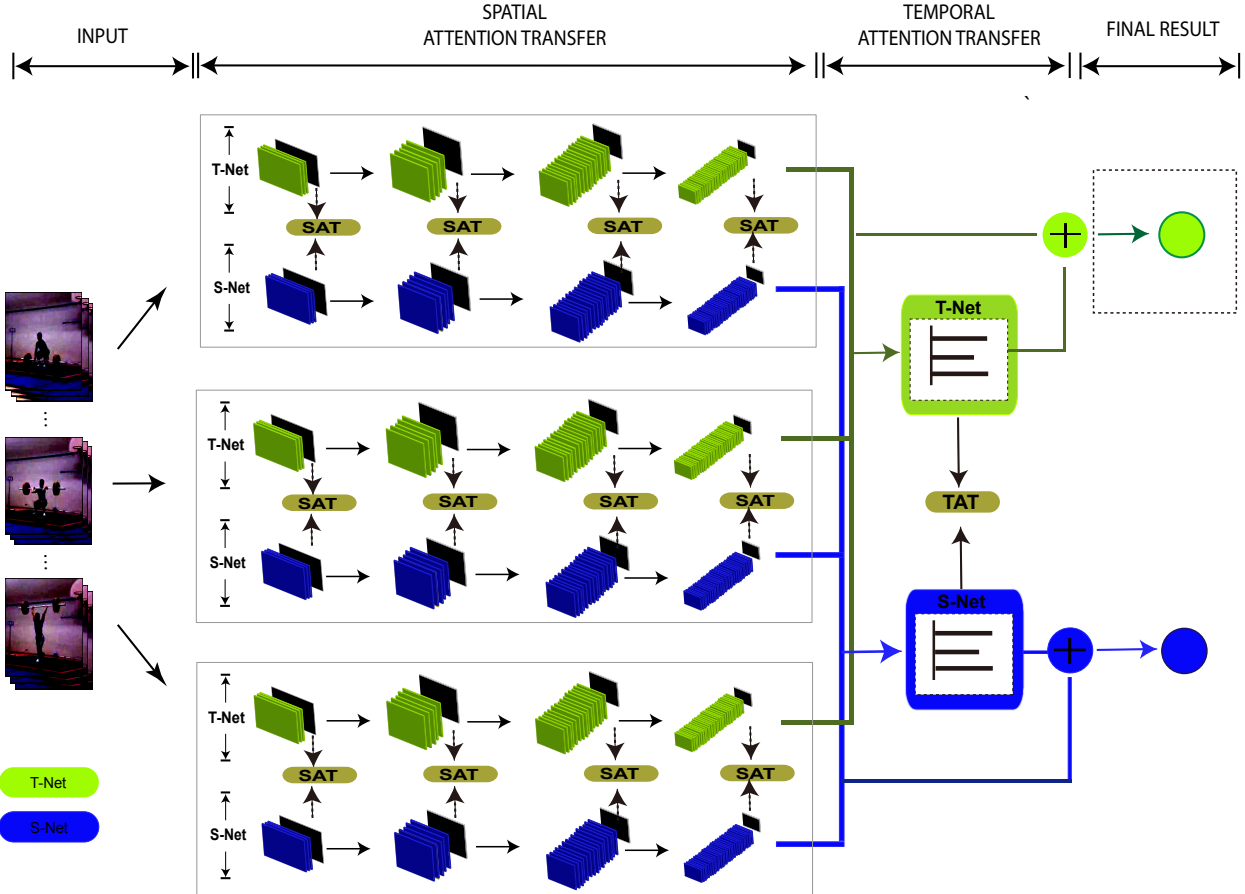 INPUT
SPATIAL
ATTENTION TRANSFER
TEMPORAL
ATTENTION TRANSFER
FINAL RESULT
T-Net
SAT SAT SAT SAT
S-Net
T-Net
T-Net
SAT SAT SAT SAT
TAT
S-Net
S-Net
T-Net
SAT SAT SAT SAT
S-Net
T-Net
S-Net